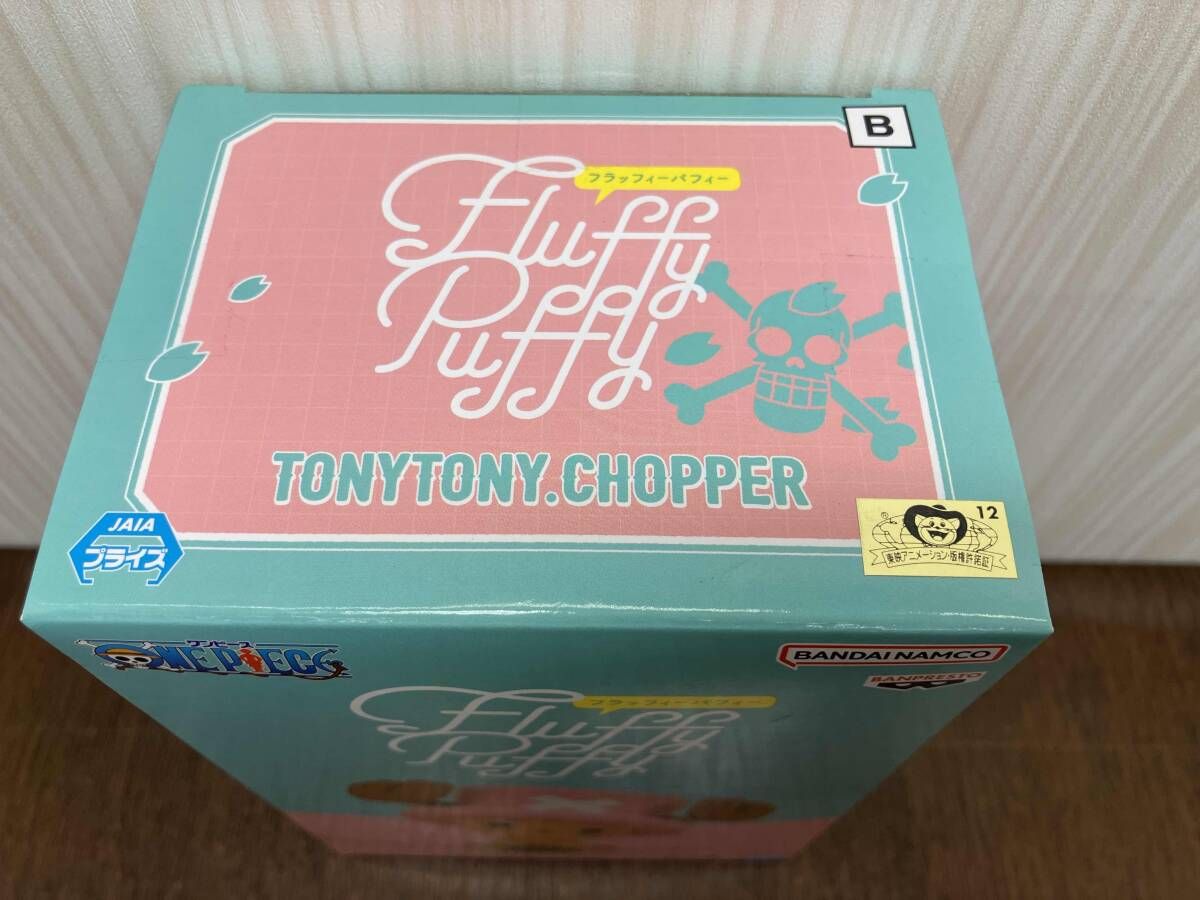 B
フラッフィーパフィー
Fluffy
Puffy
TONYTONY.CHOPPER
JAIA
プライズ
® 12
東映アニメーション・版権許諾証
ワンピース
ONE PIECE
BANDAI NAMCO
BANPRESTO
フラッフィーパフィー
Fluffy
Puffy